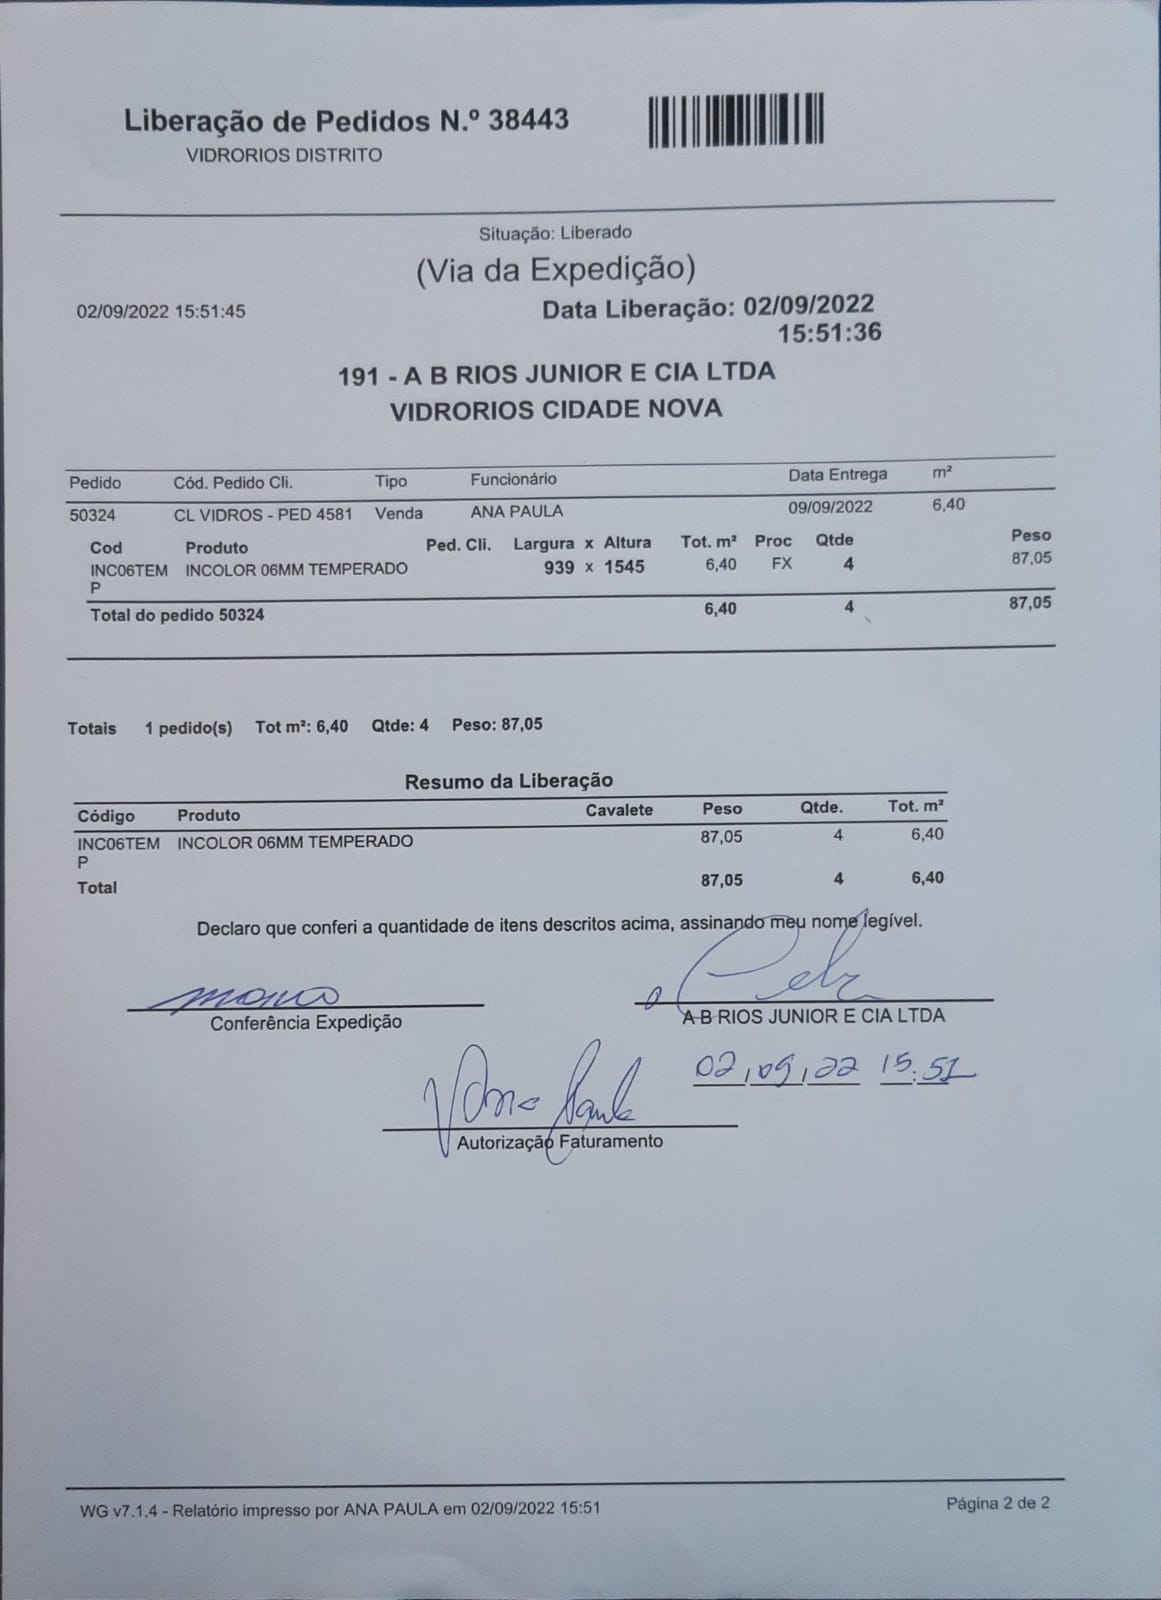 Liberação de Pedidos N.º 38443
VIDRORIOS DISTRITO
Situação: Liberado
(Via da Expedição)
02/09/2022 15:51:45
Data Liberação: 02/09/2022
15:51:36
191 - A B RIOS JUNIOR E CIA LTDA
VIDRORIOS CIDADE NOVA
Pedido Cód. Pedido Cli. Tipo Funcionário Data Entrega m²
50324 CL VIDROS - PED 4581 Venda ANA PAULA 09/09/2022 6,40
Cod Produto Ped. Cli. Largura x Altura Tot. m² Proc Qtde Peso
INC06TEM INCOLOR 06MM TEMPERADO 939 x 1545 6,40 FX 4 87,05
P
Total do pedido 50324 6,40 4 87,05
Totais 1 pedido(s) Tot m²: 6,40 Qtde: 4 Peso: 87,05
Resumo da Liberação
Código Produto Cavalete Peso Qtde. Tot. m²
INC06TEM INCOLOR 06MM TEMPERADO 87,05 4 6,40
P
Total 87,05 4 6,40
Declaro que conferi a quantidade de itens descritos acima, assinando meu nome legível.
Conferência Expedição
A B RIOS JUNIOR E CIA LTDA
02,09,22 15:51
Ana Paula
Autorização Faturamento
WG v7.1.4 - Relatório impresso por ANA PAULA em 02/09/2022 15:51
Página 2 de 2